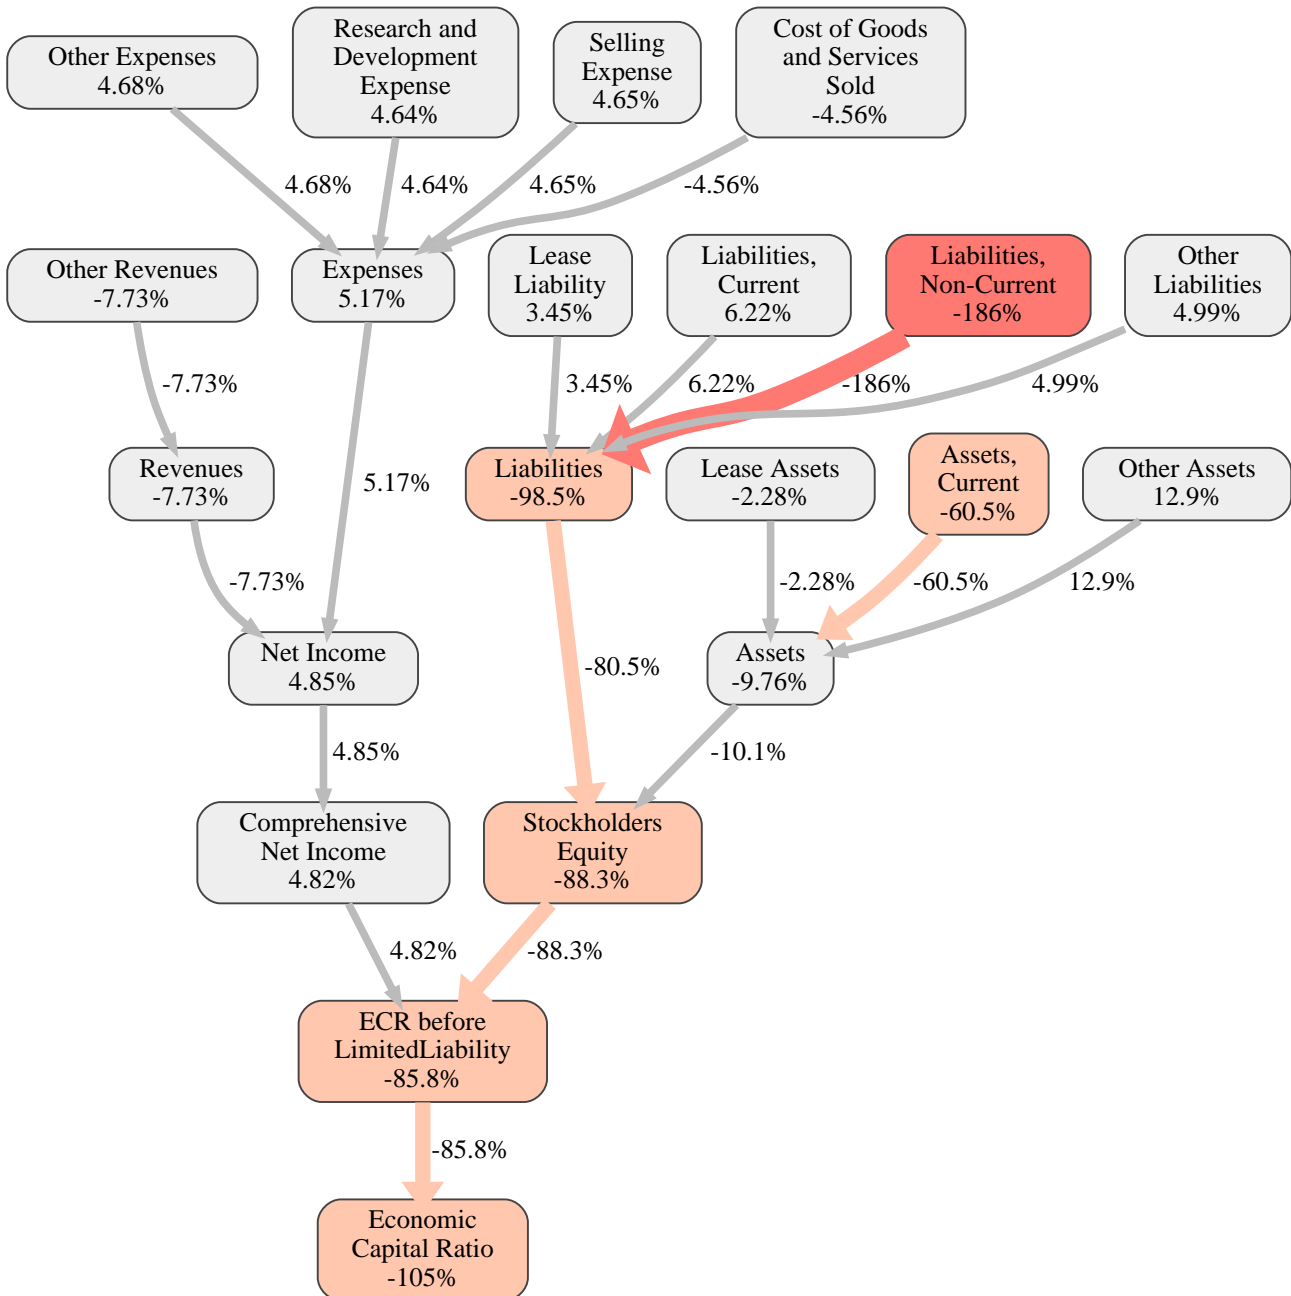 Other Expenses
4.68%
Research and
Development
Expense
4.64%
Selling
Expense
4.65%
Cost of Goods
and Services
Sold
-4.56%
4.68%
4.64%
4.65%
-4.56%
Other Revenues
-7.73%
Expenses
5.17%
Lease
Liability
3.45%
Liabilities,
Current
6.22%
Liabilities,
Non-Current
-186%
Other
Liabilities
4.99%
-7.73%
3.45%
6.22%
-186%
4.99%
Revenues
-7.73%
5.17%
Liabilities
-98.5%
Lease Assets
-2.28%
Assets,
Current
-60.5%
Other Assets
12.9%
-7.73%
-2.28%
-60.5%
12.9%
Net Income
4.85%
-80.5%
Assets
-9.76%
4.85%
-10.1%
Comprehensive
Net Income
4.82%
Stockholders
Equity
-88.3%
4.82%
-88.3%
ECR before
LimitedLiability
-85.8%
-85.8%
Economic
Capital Ratio
-105%